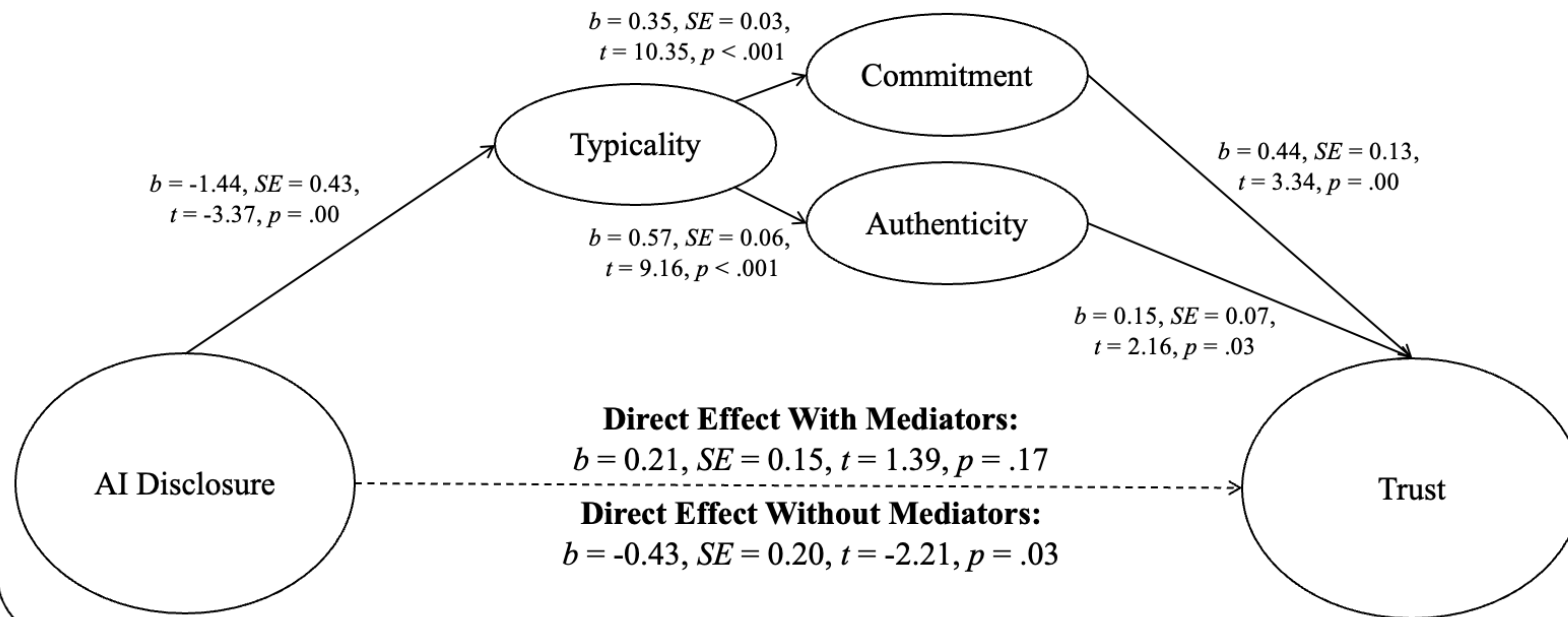 b = 0.35, SE = 0.03,
t = 10.35, p < .001
Commitment
Typicality
b = 0.44, SE = 0.13,
t = 3.34, p = .00
b = -1.44, SE = 0.43,
t = -3.37, p = .00
Authenticity
b = 0.57, SE = 0.06,
t = 9.16, p < .001
b = 0.15, SE = 0.07,
t = 2.16, p = .03
Direct Effect With Mediators:
b = 0.21, SE = 0.15, t = 1.39, p = .17
AI Disclosure
Trust
Direct Effect Without Mediators:
b = -0.43, SE = 0.20, t = -2.21, p = .03